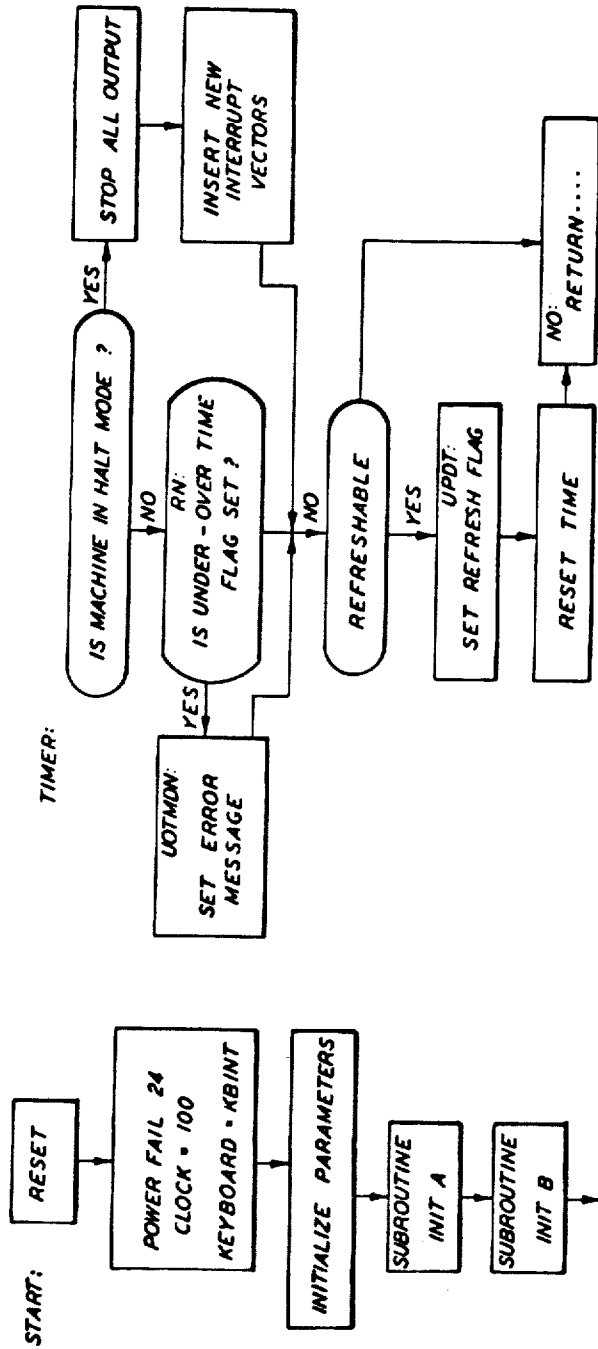 START:
RESET
POWER FAIL 24
CLOCK = 100
KEYBOARD = KBINT
INITIALIZE PARAMETERS
SUBROUTINE
INIT A
SUBROUTINE
INIT B
TIMER:
IS MACHINE IN HALT MODE ?
YES
STOP ALL OUTPUT
INSERT NEW
INTERRUPT
VECTORS
NO
RN:
IS UNDER-OVER TIME
FLAG SET ?
YES
UOTMDN:
SET ERROR
MESSAGE
NO
REFRESHABLE
YES
UPDT:
SET REFRESH FLAG
RESET TIME
NO:
RETURN....